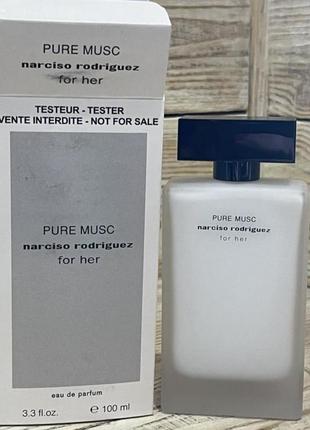 PURE MUSC
narciso rodriguez
for her
TESTEUR - TESTER
VENTE INTERDITE - NOT FOR SALE
PURE MUSC
narciso rodriguez
for her
eau de parfum
3.3 fl.oz. e 100 ml
PURE MUSC
narciso rodriguez
for her